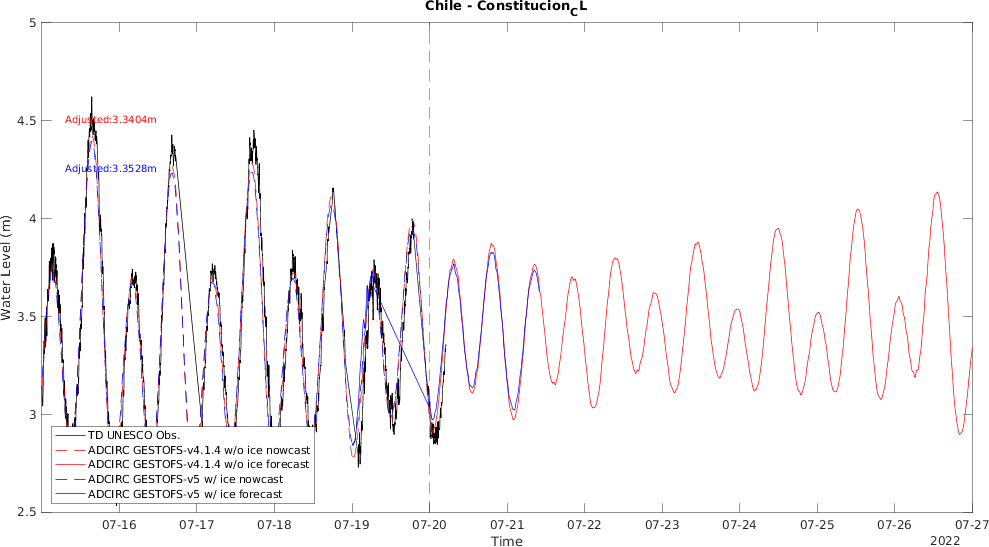 Chile - Constitucion_CL
5
4.5
4
3.5
3
2.5
Water Level (m)
Adjusted:3.3404m
Adjusted:3.3528m
TD UNESCO Obs.
ADCIRC GESTOFS-v4.1.4 w/o ice nowcast
ADCIRC GESTOFS-v4.1.4 w/o ice forecast
ADCIRC GESTOFS-v5 w/ ice nowcast
ADCIRC GESTOFS-v5 w/ ice forecast
07-16 07-17 07-18 07-19 07-20 07-21 07-22 07-23 07-24 07-25 07-26 07-27
Time
2022